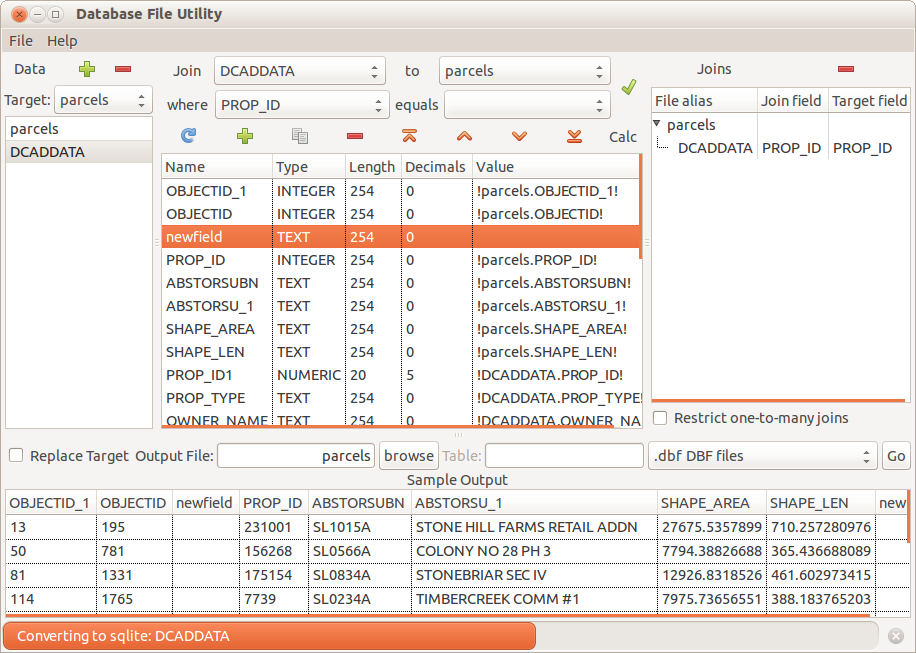 Database File Utility
File Help
Data Join DCADDATA to parcels Joins
Target: parcels where PROP_ID equals
Calc
parcels
DCADDATA
Name Type Length Decimals Value
OBJECTID_1 INTEGER 254 0 !parcels.OBJECTID_1!
OBJECTID INTEGER 254 0 !parcels.OBJECTID!
newfield TEXT 254 0
PROP_ID INTEGER 254 0 !parcels.PROP_ID!
ABSTORSUBN TEXT 254 0 !parcels.ABSTORSUBN!
ABSTORSU_1 TEXT 254 0 !parcels.ABSTORSU_1!
SHAPE_AREA TEXT 254 0 !parcels.SHAPE_AREA!
SHAPE_LEN TEXT 254 0 !parcels.SHAPE_LEN!
PROP_ID1 NUMERIC 20 5 !DCADDATA.PROP_ID!
PROP_TYPE TEXT 254 0 !DCADDATA.PROP_TYPE!
OWNER_NAME TEXT 254 0 !DCADDATA.OWNER_NA
File alias Join field Target field
parcels
DCADDATA PROP_ID PROP_ID
Restrict one-to-many joins
Replace Target Output File: parcels browse Table: .dbf DBF files Go
Sample Output
OBJECTID_1 OBJECTID newfield PROP_ID ABSTORSUBN ABSTORSU_1 SHAPE_AREA SHAPE_LEN new
13 195 231001 SL1015A STONE HILL FARMS RETAIL ADDN 27675.5357899 710.257280976
50 781 156268 SL0566A COLONY NO 28 PH 3 7794.38826688 365.436688089
81 1331 175154 SL0834A STONEBRIAR SEC IV 12926.8318526 461.602973415
114 1765 7739 SL0234A TIMBERCREEK COMM #1 7975.73656551 388.183765203
Converting to sqlite: DCADDATA